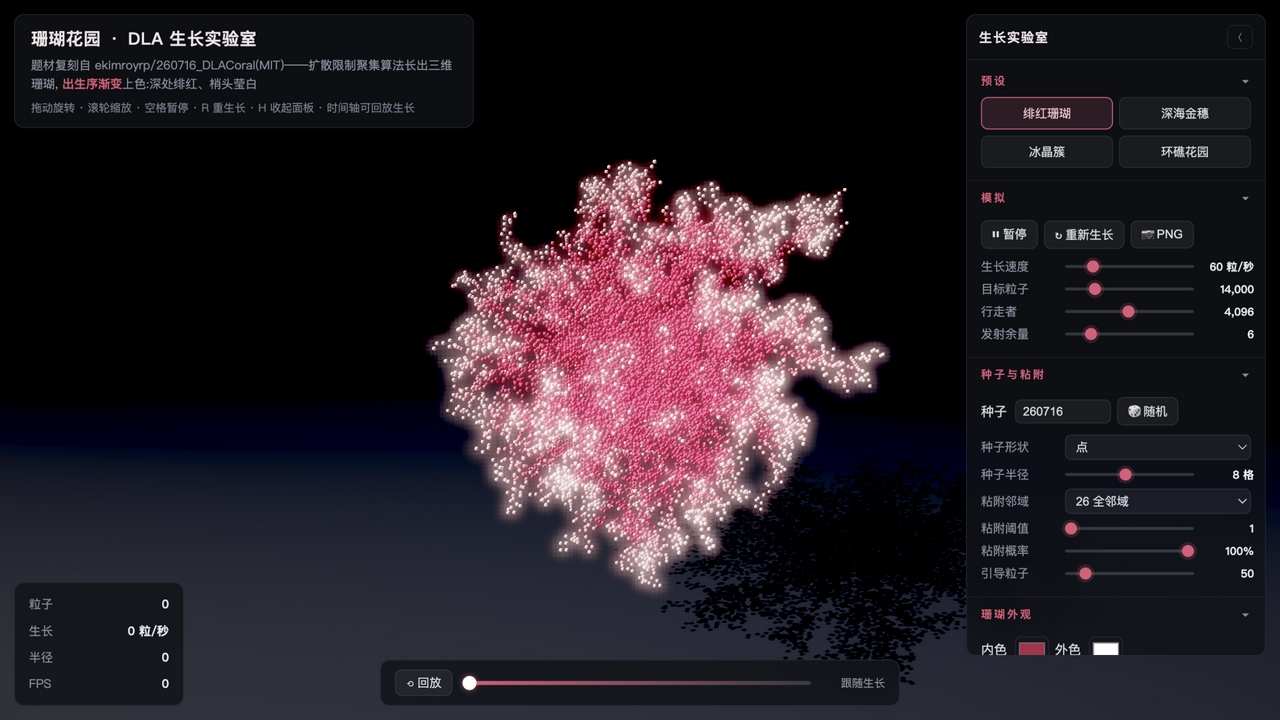 珊瑚花园 · DLA 生长实验室
题材复刻自 ekimroyrp/260716_DLACoral(MIT)——扩散限制聚集算法长出三维
珊瑚, 出生序渐变上色:深处绯红、梢头莹白
拖动旋转 · 滚轮缩放 · 空格暂停 · R 重生长 · H 收起面板 · 时间轴可回放生长
生长实验室
预设
绯红珊瑚 深海金穗
冰晶簇 环礁花园
模拟
暂停 重新生长 PNG
生长速度 60 粒/秒
目标粒子 14,000
行走者 4,096
发射余量 6
种子与粘附
种子 260716 随机
种子形状 点
种子半径 8 格
粘附邻域 26 全邻域
粘附阈值 1
粘附概率 100%
引导粒子 50
珊瑚外观
内色 外色
粒子 0
生长 0 粒/秒
半径 0
FPS 0
回放 跟随生长